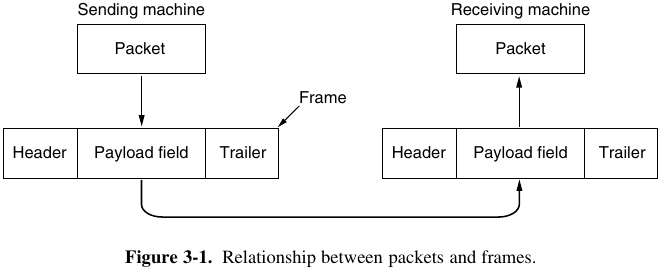 Sending machine
Receiving machine
Packet
Packet
Frame
Header
Payload field
Trailer
Header
Payload field
Trailer
Figure 3-1. Relationship between packets and frames.